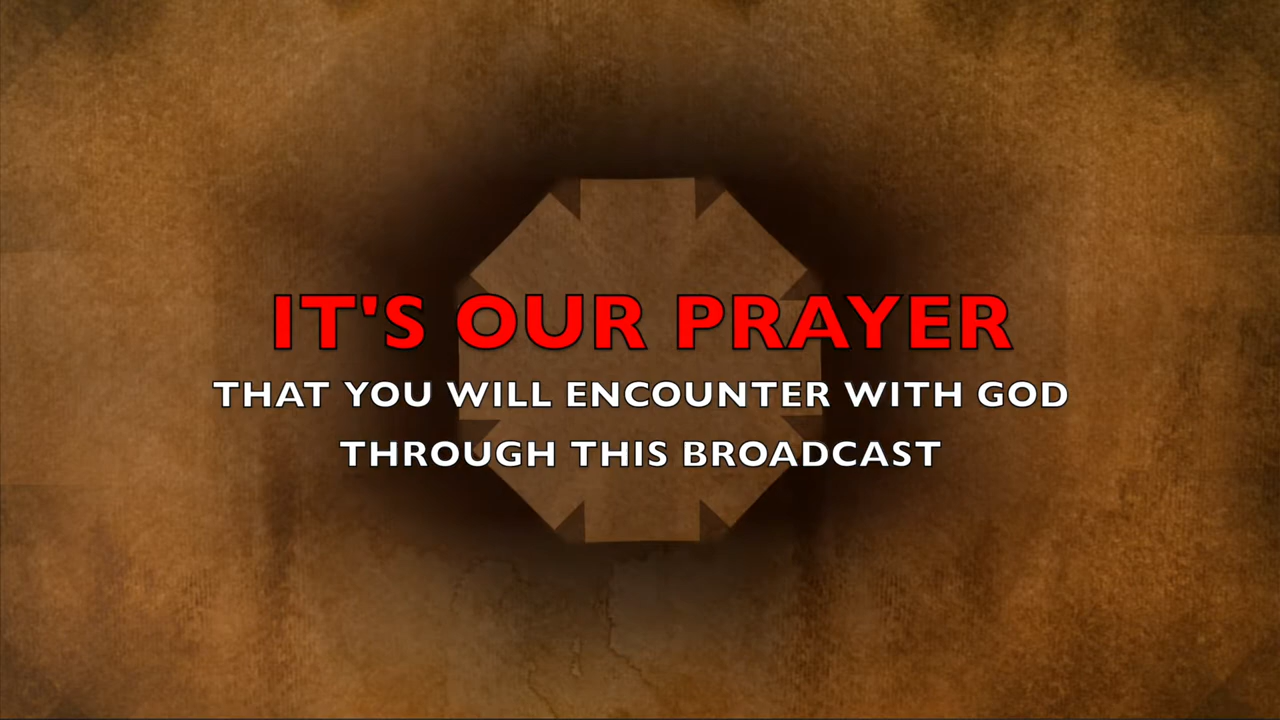 IT'S OUR PRAYER
THAT YOU WILL ENCOUNTER WITH GOD
THROUGH THIS BROADCAST